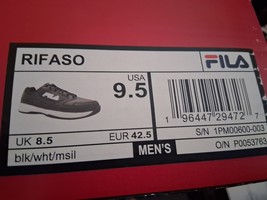 RIFASO
FILA
USA
9.5
1 96447 29472 7
UK 8.5
EUR 42.5
S/N 1PM00600-003
blk/wht/msil
MEN'S
O/N P0053763